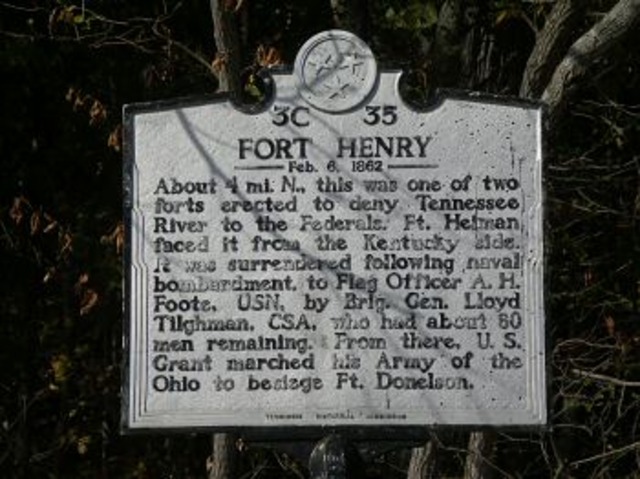 3C 35
FORT HENRY
Feb. 6, 1862
About 4 mi. N., this was one of two
forts erected to deny Tennessee
River to the Federals. Ft. Heiman
faced it from the Kentucky side.
It was surrendered following naval
bombardment, to Flag Officer A. H.
Foote, USN, by Brig. Gen. Lloyd
Tilghman, CSA, who had about 80
men remaining. From there, U. S.
Grant marched his Army of the
Ohio to besiege Ft. Donelson.
TENNESSEE HISTORICAL COMMISSION